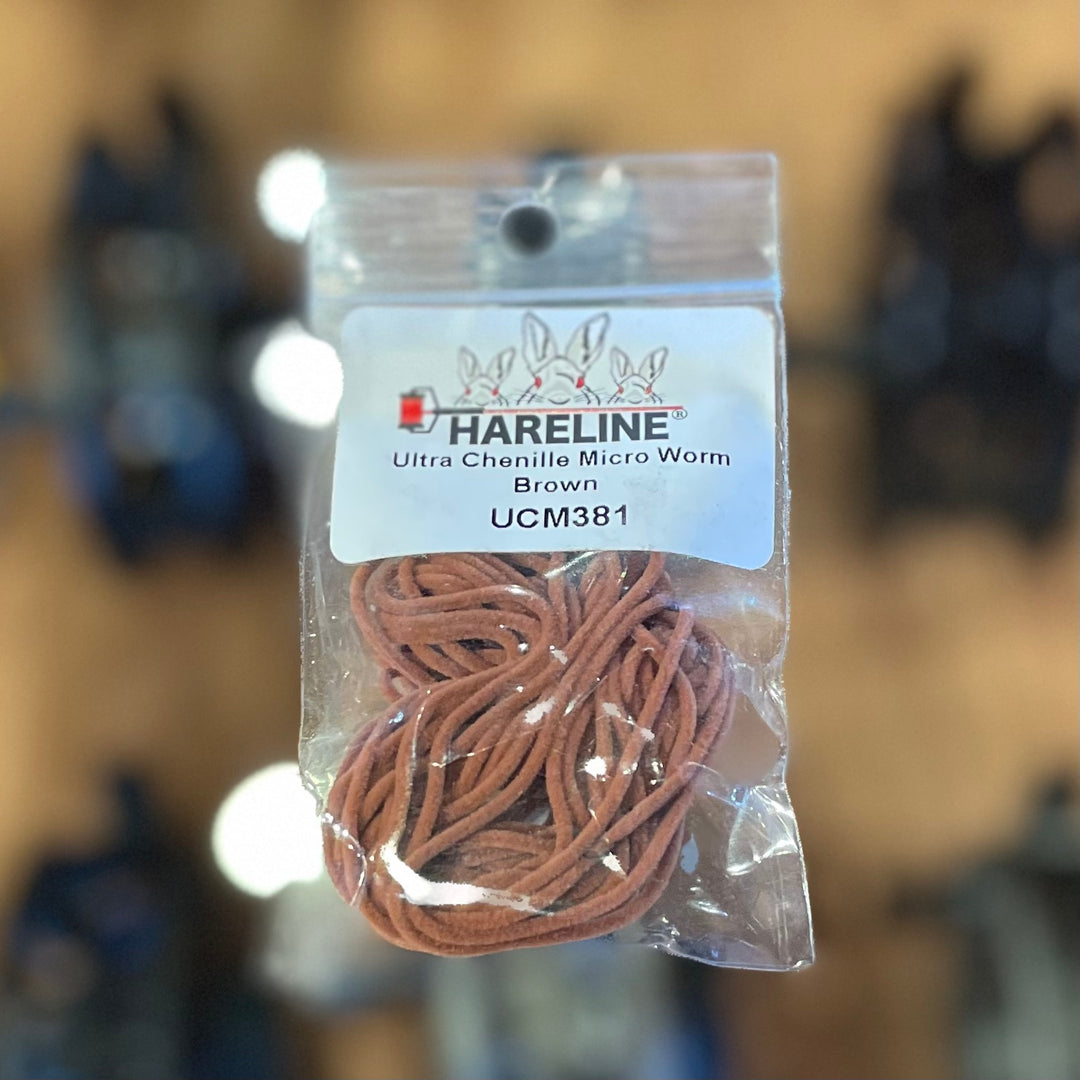 HARELINE®
Ultra Chenille Micro Worm
Brown
UCM381